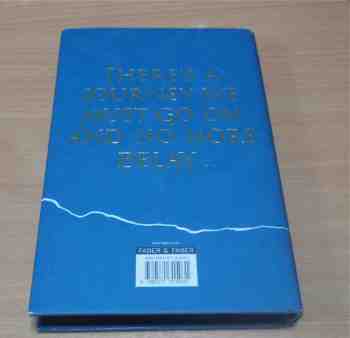 THERE'S A
JOURNEY WE
MUST GO ON
AND NO MORE
DELAY...
FABER & FABER